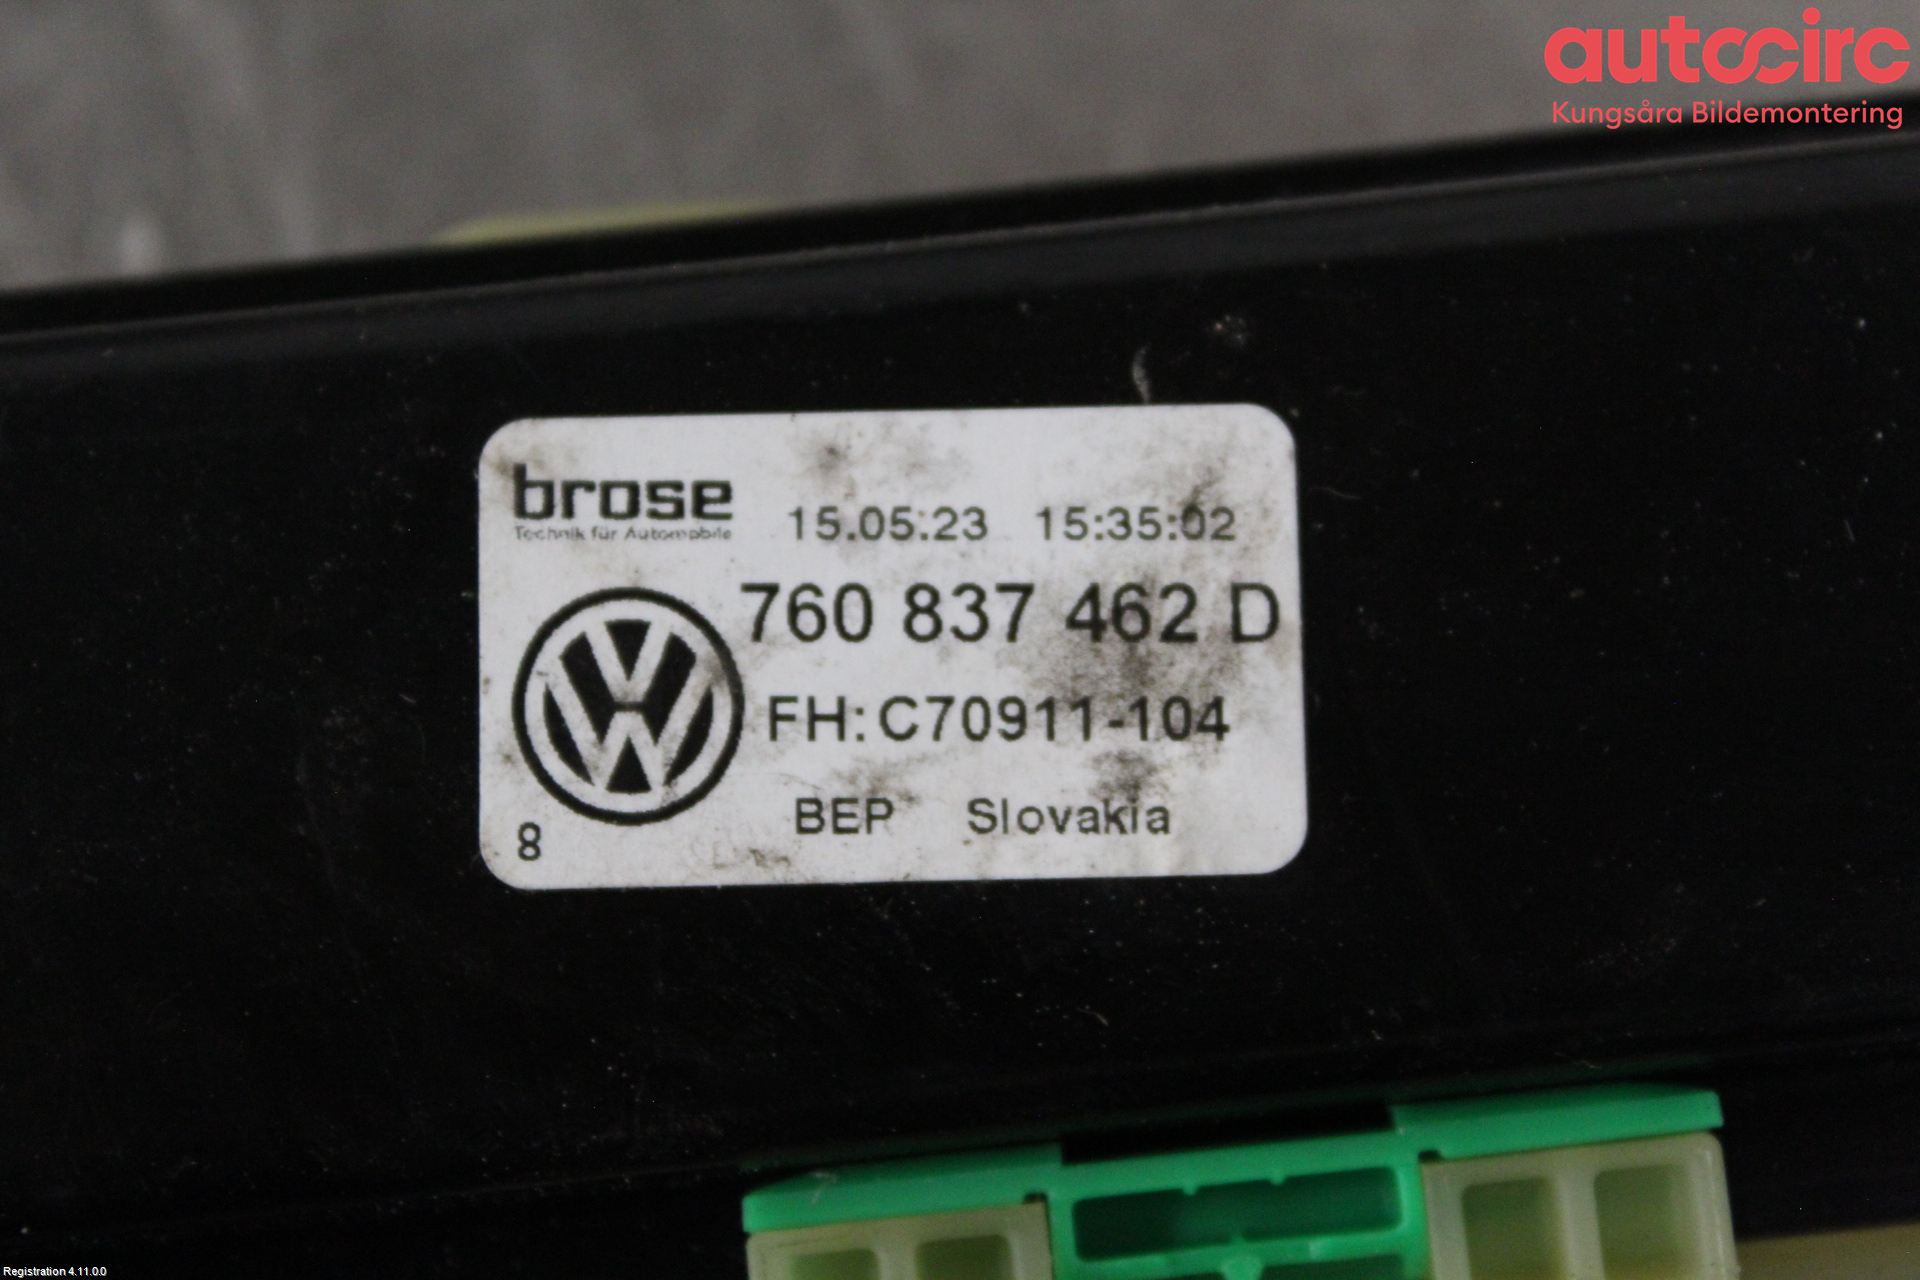 autocirc
Kungsåra Bildemontering
brose
Technik für Automobile
15.05.23 15:35:02
760 837 462 D
FH: C70911-104
BEP Slovakia
8
Registration 4.11.0.0